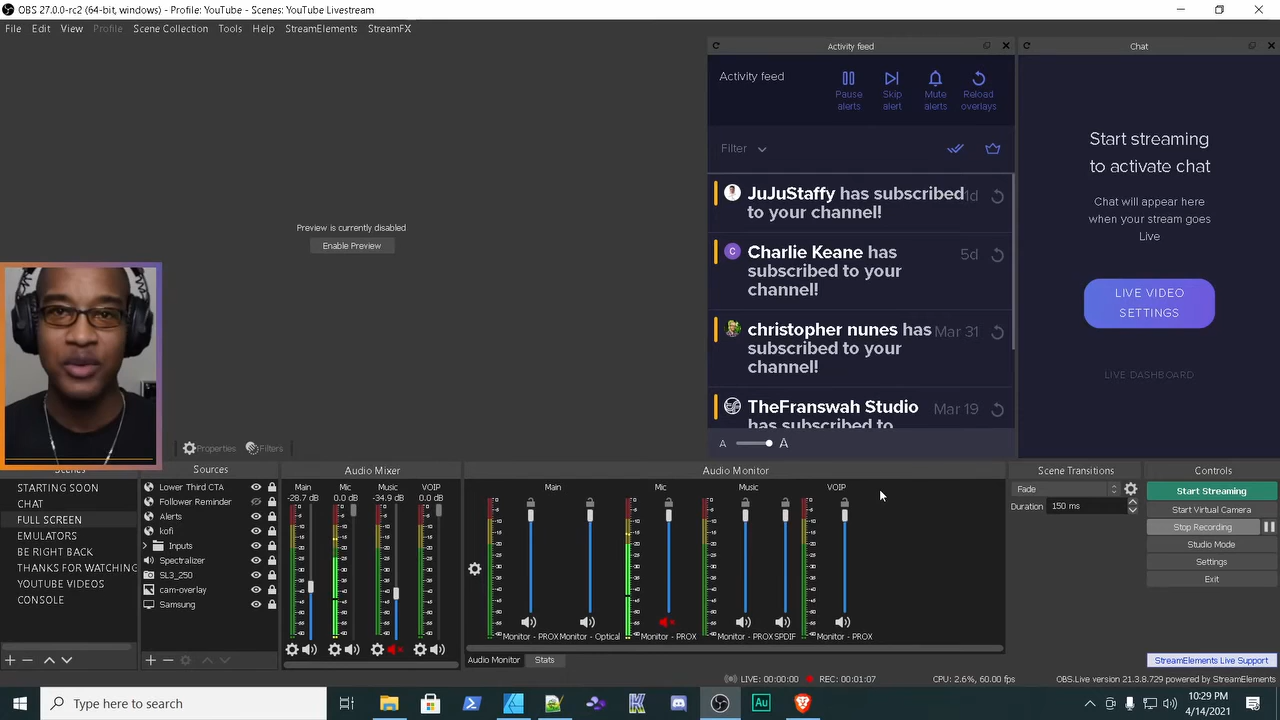 OBS 27.0.0-rc2 (64-bit, windows) - Profile: YouTube - Scenes: YouTube Livestream
File Edit View Profile Scene Collection Tools Help StreamElements StreamFX
Preview is currently disabled
Enable Preview
Activity feed
Activity feed
Pause alerts
Skip alert
Mute alerts
Reload overlays
Filter
JuJuStaffy has subscribed 1d
to your channel!
Charlie Keane has 5d
subscribed to your
channel!
christopher nunes has Mar 31
subscribed to your
channel!
TheFranswah Studio Mar 19
has subscribed to
A A
Chat
Start streaming
to activate chat
Chat will appear here
when your stream goes
Live
LIVE VIDEO
SETTINGS
LIVE DASHBOARD
Properties Filters
Scenes
STARTING SOON
CHAT
FULL SCREEN
EMULATORS
BE RIGHT BACK
THANKS FOR WATCHING
YOUTUBE VIDEOS
CONSOLE
Sources
Lower Third CTA
Follower Reminder
Alerts
kofi
Inputs
Spectralizer
SL3_250
cam-overlay
Samsung
Audio Mixer
Main Mic Music VOIP
-28.7 dB 0.0 dB -34.9 dB 0.0 dB
Audio Monitor
Main Mic Music VOIP
Monitor - PROX Monitor - Optical Monitor - PROX Monitor - PROX SPDIF Monitor - PROX
Audio Monitor Stats
Scene Transitions
Fade
Duration 150 ms
Controls
Start Streaming
Start Virtual Camera
Stop Recording
Studio Mode
Settings
Exit
StreamElements Live Support
LIVE: 00:00:00 REC: 00:01:07 CPU: 2.6%, 60.00 fps OBS.Live version 21.3.8.729 powered by StreamElements
Type here to search
Au
10:29 PM
4/14/2021